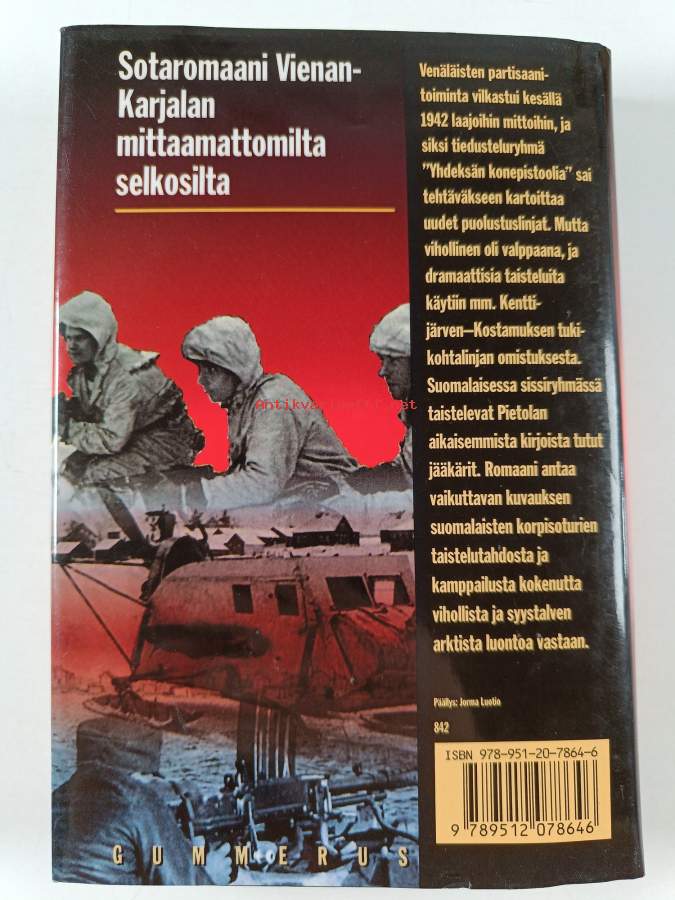 Sotaromaani Vienan-
Karjalan
mittaamattomilta
selkosilta
Venäläisten partisaani-
toiminta vilkastui kesällä
1942 laajoihin mittoihin, ja
siksi tiedusteluryhmä
"Yhdeksän konepistoolia" sai
tehtäväkseen kartoittaa
uudet puolustuslinjat. Mutta
vihollinen oli valppaana, ja
dramaattisia taisteluita
käytiin mm. Kentti-
järven—Kostamuksen tuki-
kohtalinjan omistuksesta.
Suomalaisessa sissiryhmässä
taistelevat Pietolan
aikaisemmista kirjoista tutut
jääkärit. Romaani antaa
vaikuttavan kuvauksen
suomalaisten korpisoturien
taistelutahdosta ja
kamppailusta kokenutta
vihollista ja syystalven
arktista luontoa vastaan.
Päällys: Jorma Luotio
842
ISBN 978-951-20-7864-6
9 789512 078646
GUMMERUS